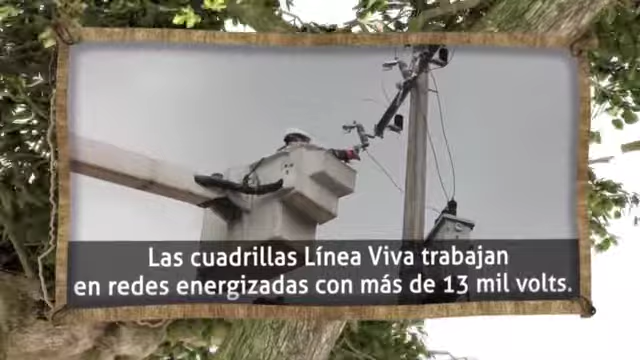 Las cuadrillas Línea Viva trabajan
en redes energizadas con más de 13 mil volts.